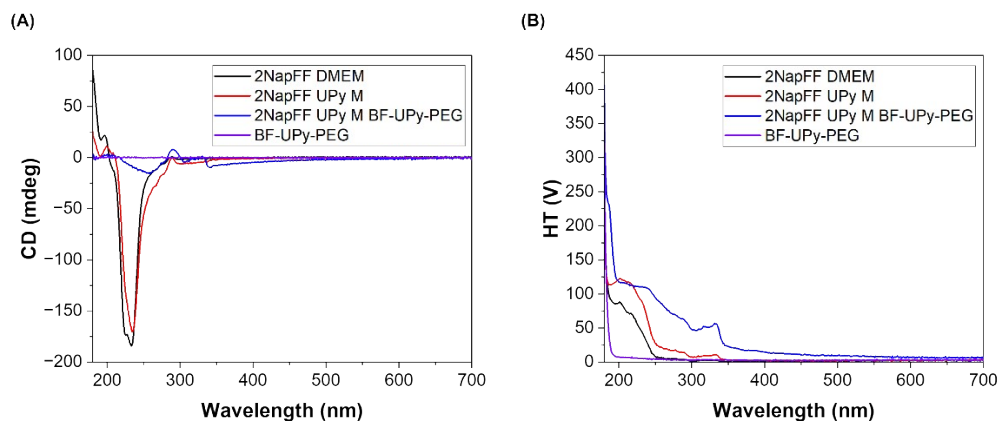 (A)
100
50
0
−50
−100
−150
−200
CD (mdeg)
2NapFF DMEM
2NapFF UPy M
2NapFF UPy M BF-UPy-PEG
BF-UPy-PEG
200 300 400 500 600 700
Wavelength (nm)
(B)
450
400
350
300
250
200
150
100
50
0
HT (V)
2NapFF DMEM
2NapFF UPy M
2NapFF UPy M BF-UPy-PEG
BF-UPy-PEG
200 300 400 500 600 700
Wavelength (nm)